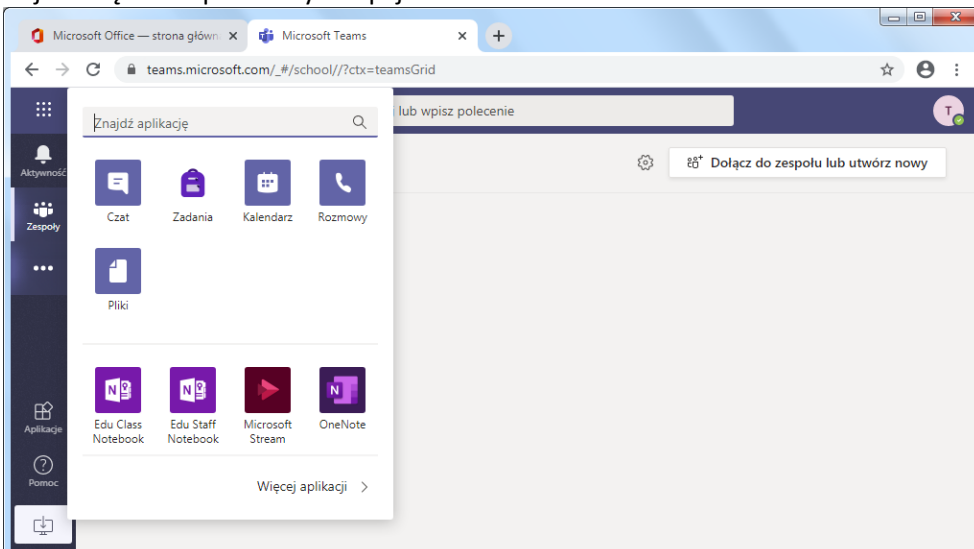 Microsoft Office — strona główn
Microsoft Teams
teams.microsoft.com/_#/school//?ctx=teamsGrid
Znajdź aplikację
lub wpisz polecenie
T
Aktywność
Dołącz do zespołu lub utwórz nowy
Zespoły
Czat
Zadania
Kalendarz
Rozmowy
Pliki
Edu Class
Notebook
Edu Staff
Notebook
Microsoft
Stream
OneNote
Aplikacje
Pomoc
Więcej aplikacji